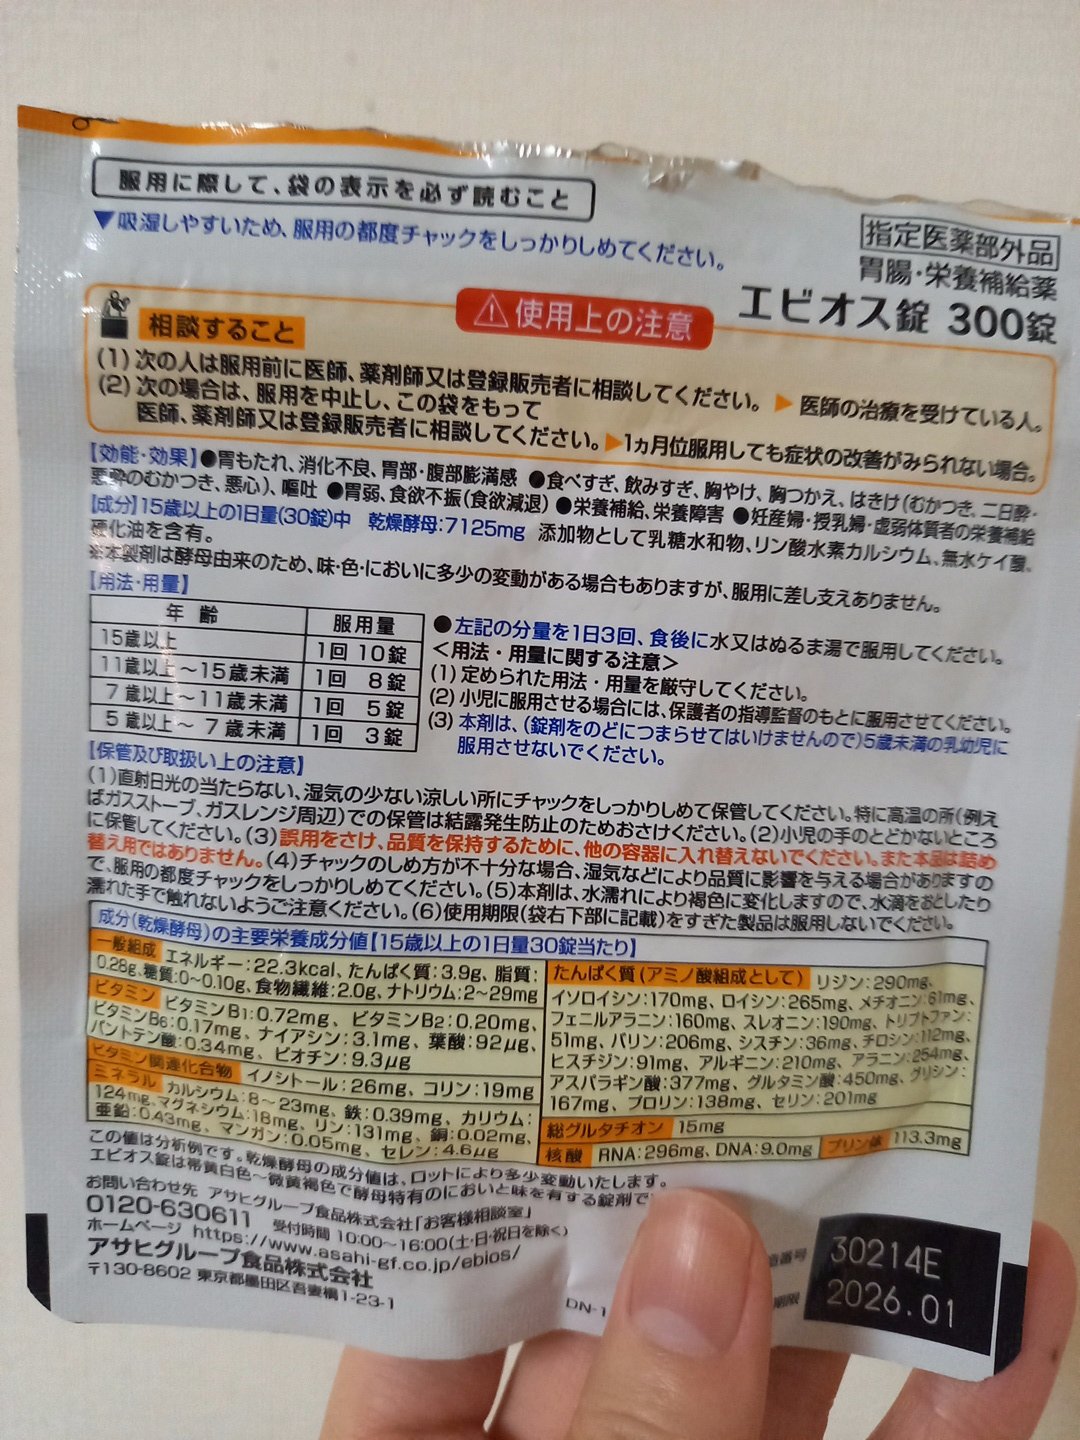 服用に際して、袋の表示を必ず読むこと
▼吸湿しやすいため、服用の都度チャックをしっかりしめてください。
指定医薬部外品
胃腸・栄養補給薬
エビオス錠 300錠
⚠使用上の注意
相談すること
(1) 次の人は服用前に医師、薬剤師又は登録販売者に相談してください。▶医師の治療を受けている人。
(2) 次の場合は、服用を中止し、この袋をもって
医師、薬剤師又は登録販売者に相談してください。▶1ヵ月位服用しても症状の改善がみられない場合。
【効能・効果】●胃もたれ、消化不良、胃部・腹部膨満感 ●食べすぎ、飲みすぎ、胸やけ、胸つかえ、はきけ(むかつき、二日酔・
悪酔のむかつき、悪心)、嘔吐 ●胃弱、食欲不振(食欲減退) ●栄養補給、栄養障害 ●妊産婦・授乳婦・虚弱体質者の栄養補給
【成分】15歳以上の1日量(30錠)中 乾燥酵母:7125mg 添加物として乳糖水和物、リン酸水素カルシウム、無水ケイ酸、
硬化油を含有。
※本製剤は酵母由来のため、味・色・においに多少の変動がある場合もありますが、服用に差し支えありません。
【用法・用量】
年 齢 服用量
15歳以上 1回 10錠
11歳以上～15歳未満 1回 8錠
7歳以上～11歳未満 1回 5錠
5歳以上～ 7歳未満 1回 3錠
●左記の分量を1日3回、食後に水又はぬるま湯で服用してください。
＜用法・用量に関する注意＞
(1) 定められた用法・用量を厳守してください。
(2) 小児に服用させる場合には、保護者の指導監督のもとに服用させてください。
(3) 本剤は、(錠剤をのどにつまらせてはいけませんので)5歳未満の乳幼児に
服用させないでください。
【保管及び取扱い上の注意】
(1)直射日光の当たらない、湿気の少ない涼しい所にチャックをしっかりしめて保管してください。特に高温の所(例え
ばガスストーブ、ガスレンジ周辺)での保管は結露発生防止のためおさけください。(2)小児の手のとどかないところ
に保管してください。(3)誤用をさけ、品質を保持するために、他の容器に入れ替えないでください。また本品は詰め
替え用ではありません。(4)チャックのしめ方が不十分な場合、湿気などにより品質に影響を与える場合がありますの
で、服用の都度チャックをしっかりしめてください。(5)本剤は、水濡れにより褐色に変化しますので、水滴をおとしたり
濡れた手で触れないようご注意ください。(6)使用期限(袋右下部に記載)をすぎた製品は服用しないでください。
成分(乾燥酵母)の主要栄養成分値【15歳以上の1日量30錠当たり】
一般組成 エネルギー:22.3kcal、たんぱく質:3.9g、脂質:
0.28g、糖質:0～0.10g、食物繊維:2.0g、ナトリウム:2～29mg
ビタミン ビタミンB1:0.72mg、ビタミンB2:0.20mg、
ビタミンB6:0.17mg、ナイアシン:3.1mg、葉酸:92μg、
パントテン酸:0.34mg、ビオチン:9.3μg
ビタミン関連化合物 イノシトール:26mg、コリン:19mg
ミネラル カルシウム:8～23mg、鉄:0.39mg、カリウム:
124mg、マグネシウム:18mg、リン:131mg、銅:0.02mg、
亜鉛:0.43mg、マンガン:0.05mg、セレン:4.6μg
たんぱく質(アミノ酸組成として) リジン:290mg、
イソロイシン:170mg、ロイシン:265mg、メチオニン:61mg、
フェニルアラニン:160mg、スレオニン:190mg、トリプトファン:
51mg、バリン:206mg、シスチン:36mg、チロシン:112mg、
ヒスチジン:91mg、アルギニン:210mg、アラニン:254mg、
アスパラギン酸:377mg、グルタミン酸:450mg、グリシン:
167mg、プロリン:138mg、セリン:201mg
総グルタチオン 15mg
核酸 RNA:296mg、DNA:9.0mg プリン体 113.3mg
この値は分析例です。乾燥酵母の成分値は、ロットにより多少変動いたします。
エビオス錠は帯黄白色～微黄褐色で酵母特有のにおいと味を有する錠剤で
お問い合わせ先 アサヒグループ食品株式会社「お客様相談室」
0120-630611 受付時間 10:00～16:00(土・日・祝日を除く)
ホームページ https://www.asahi-gf.co.jp/ebios/
アサヒグループ食品株式会社
〒130-8602 東京都墨田区吾妻橋1-23-1
DN-1
番号 30214E
期限 2026.01